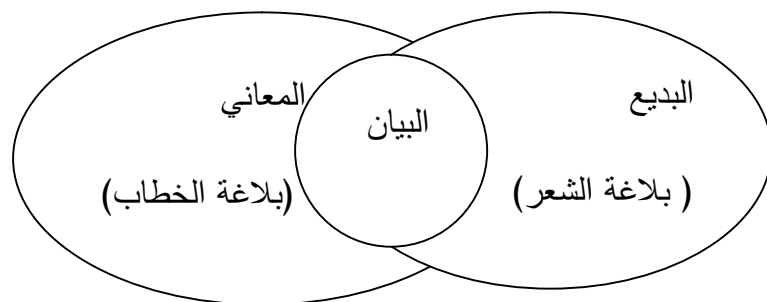 البديع
المعاني
البيان
( بلاغة الشعر)
(بلاغة الخطاب)